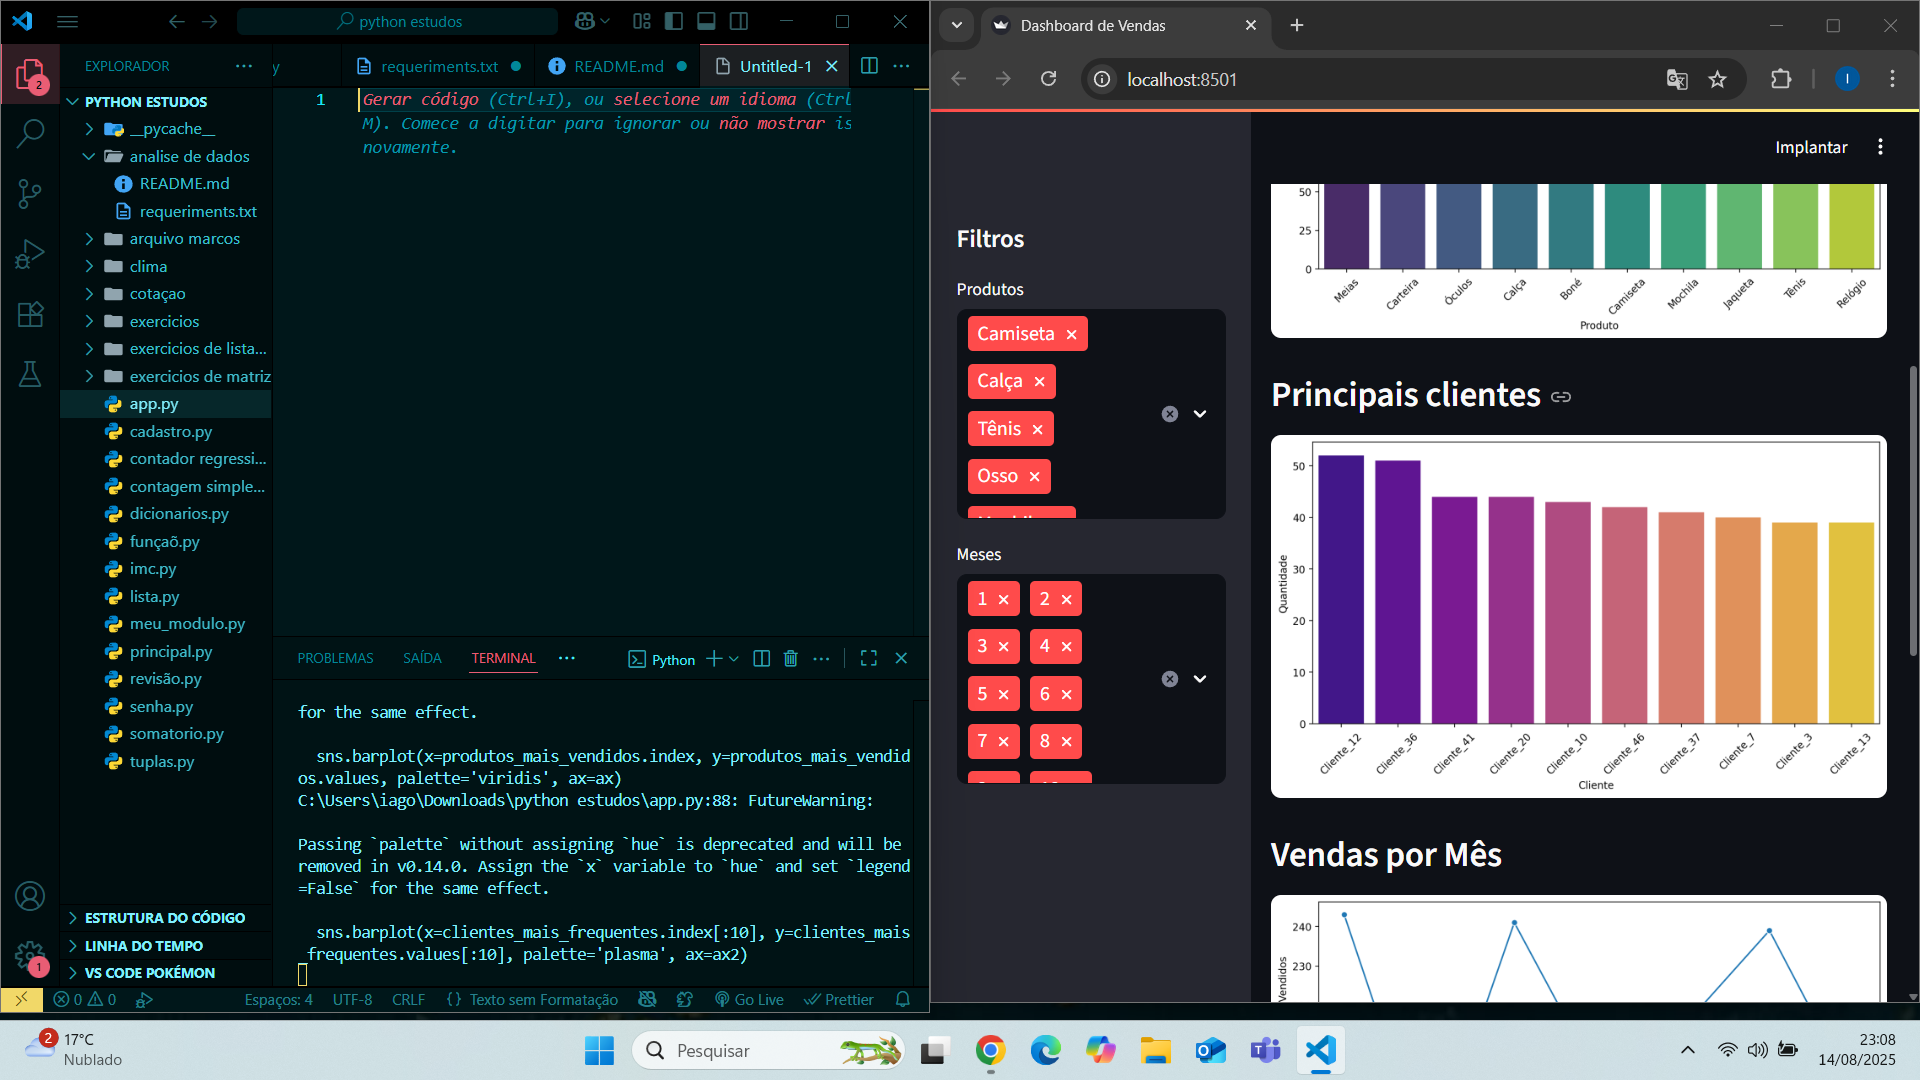 python estudos
EXPLORADOR
PYTHON ESTUDOS
__pycache__
analise de dados
README.md
requeriments.txt
arquivo marcos
clima
cotaçao
exercicios
exercicios de lista...
exercicios de matriz
app.py
cadastro.py
contador regressi...
contagem simple...
dicionarios.py
funçaõ.py
imc.py
lista.py
meu_modulo.py
principal.py
revisão.py
senha.py
somatorio.py
tuplas.py
ESTRUTURA DO CÓDIGO
LINHA DO TEMPO
VS CODE POKÉMON
2
1
y
requeriments.txt
README.md
Untitled-1
1
Gerar código (Ctrl+I), ou selecione um idioma (Ctrl
M). Comece a digitar para ignorar ou não mostrar is
novamente.
PROBLEMAS SAÍDA TERMINAL
Python
for the same effect.
sns.barplot(x=produtos_mais_vendidos.index, y=produtos_mais_vendid
os.values, palette='viridis', ax=ax)
C:\Users\iago\Downloads\python estudos\app.py:88: FutureWarning:
Passing `palette` without assigning `hue` is deprecated and will be
removed in v0.14.0. Assign the `x` variable to `hue` and set `legend
=False` for the same effect.
sns.barplot(x=clientes_mais_frequentes.index[:10], y=clientes_mais
_frequentes.values[:10], palette='plasma', ax=ax2)
0 0
Espaços: 4 UTF-8 CRLF {} Texto sem Formatação Go Live Prettier
Dashboard de Vendas
localhost:8501
I
Implantar
Filtros
Produtos
Camiseta
Calça
Tênis
Osso
Meses
1 2
3 4
5 6
7 8
50
25
0
Meias Carteira Óculos Calça Boné Camiseta Mochila Jaqueta Tênis Relógio
Produto
Principais clientes
Quantidade
50
40
30
20
10
0
Cliente_12 Cliente_36 Cliente_41 Cliente_20 Cliente_10 Cliente_46 Cliente_37 Cliente_7 Cliente_3 Cliente_13
Cliente
Vendas por Mês
240
230
Vendidos
2
17°C
Nublado
Pesquisar
23:08
14/08/2025